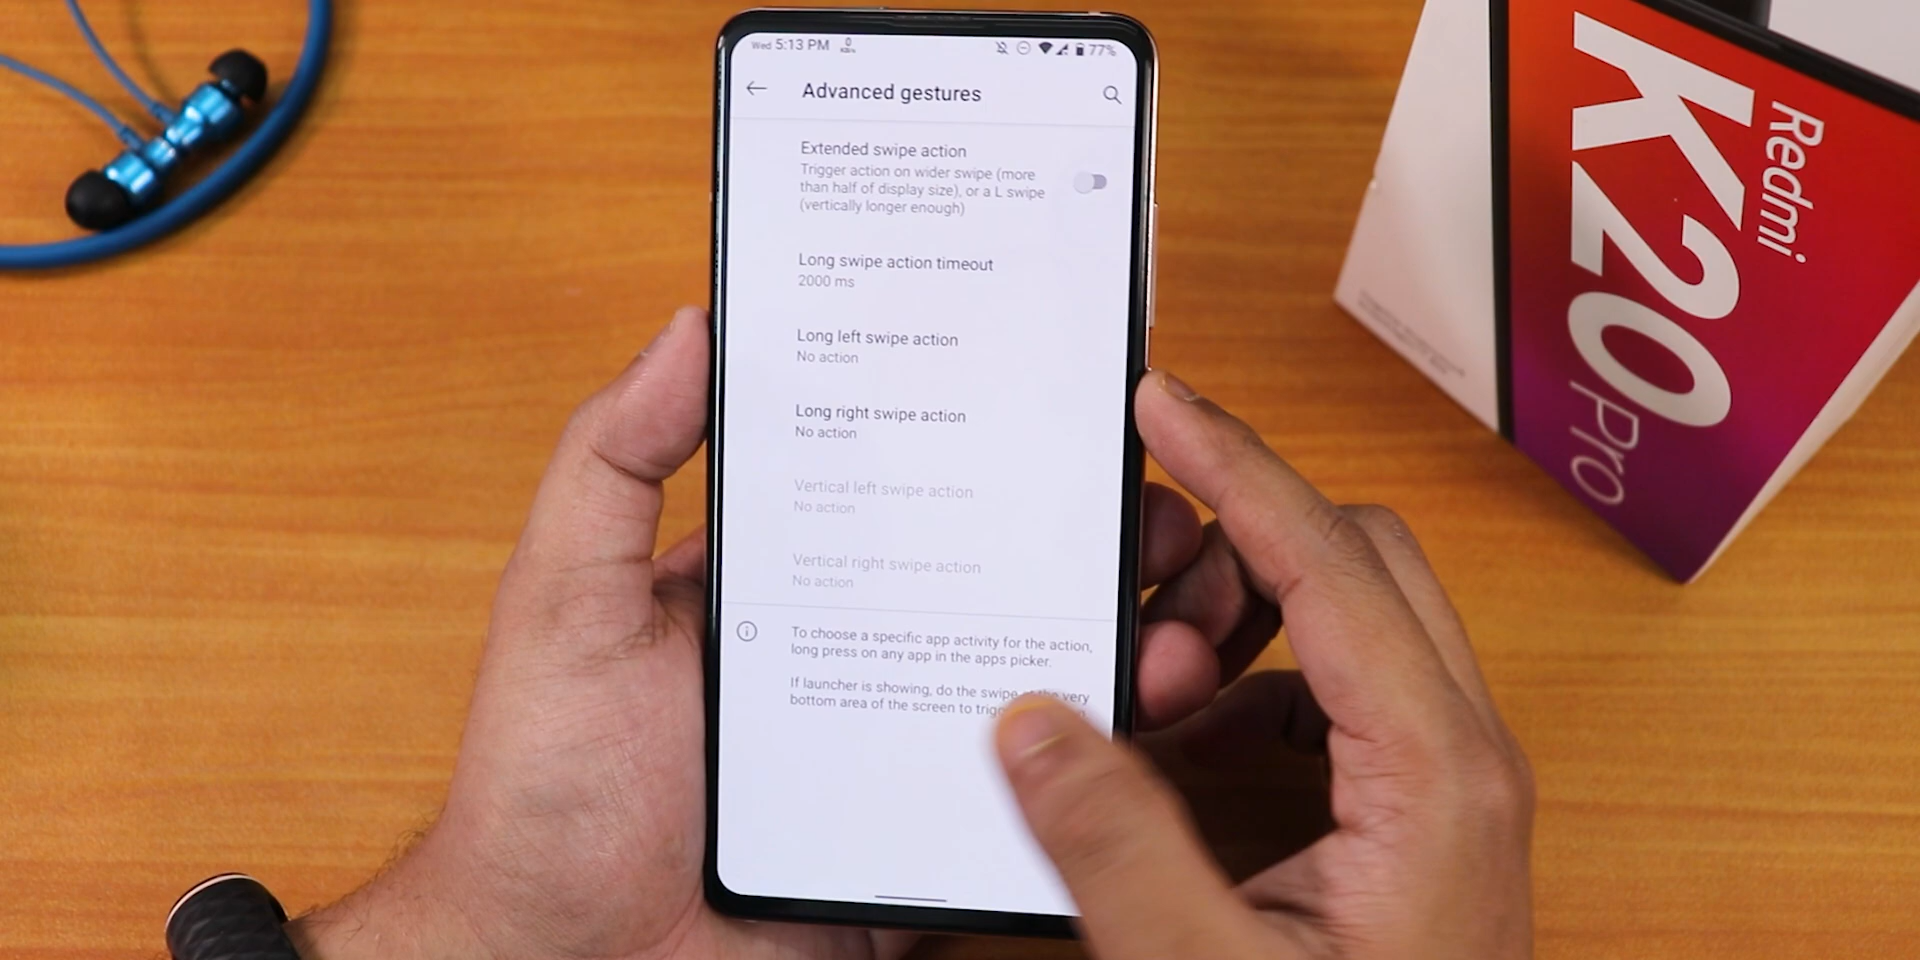 Wed 5:13 PM 0 77%
Advanced gestures
Extended swipe action
Trigger action on wider swipe (more
than half of display size), or a L swipe
(vertically longer enough)
Long swipe action timeout
2000 ms
Long left swipe action
No action
Long right swipe action
No action
Vertical left swipe action
No action
Vertical right swipe action
No action
To choose a specific app activity for the action,
long press on any app in the apps picker.
If launcher is showing, do the swipe very
bottom area of the screen to
Redmi
K20
Pro